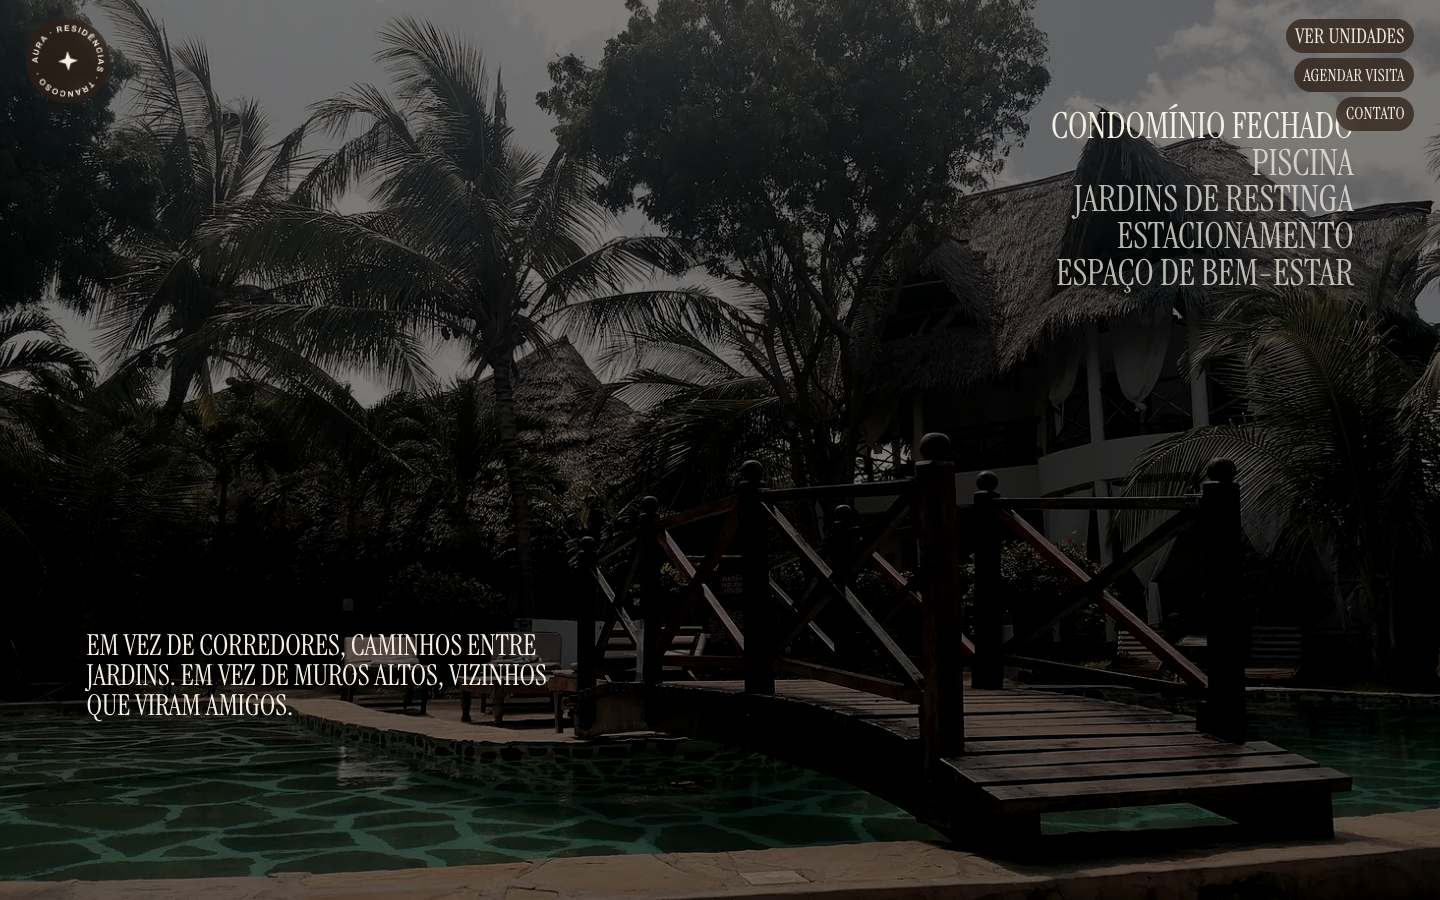 AURA · RESIDÊNCIAS · TRANCOSO ·
VER UNIDADES
AGENDAR VISITA
CONTATO
CONDOMÍNIO FECHADO
PISCINA
JARDINS DE RESTINGA
ESTACIONAMENTO
ESPAÇO DE BEM-ESTAR
EM VEZ DE CORREDORES, CAMINHOS ENTRE
JARDINS. EM VEZ DE MUROS ALTOS, VIZINHOS
QUE VIRAM AMIGOS.